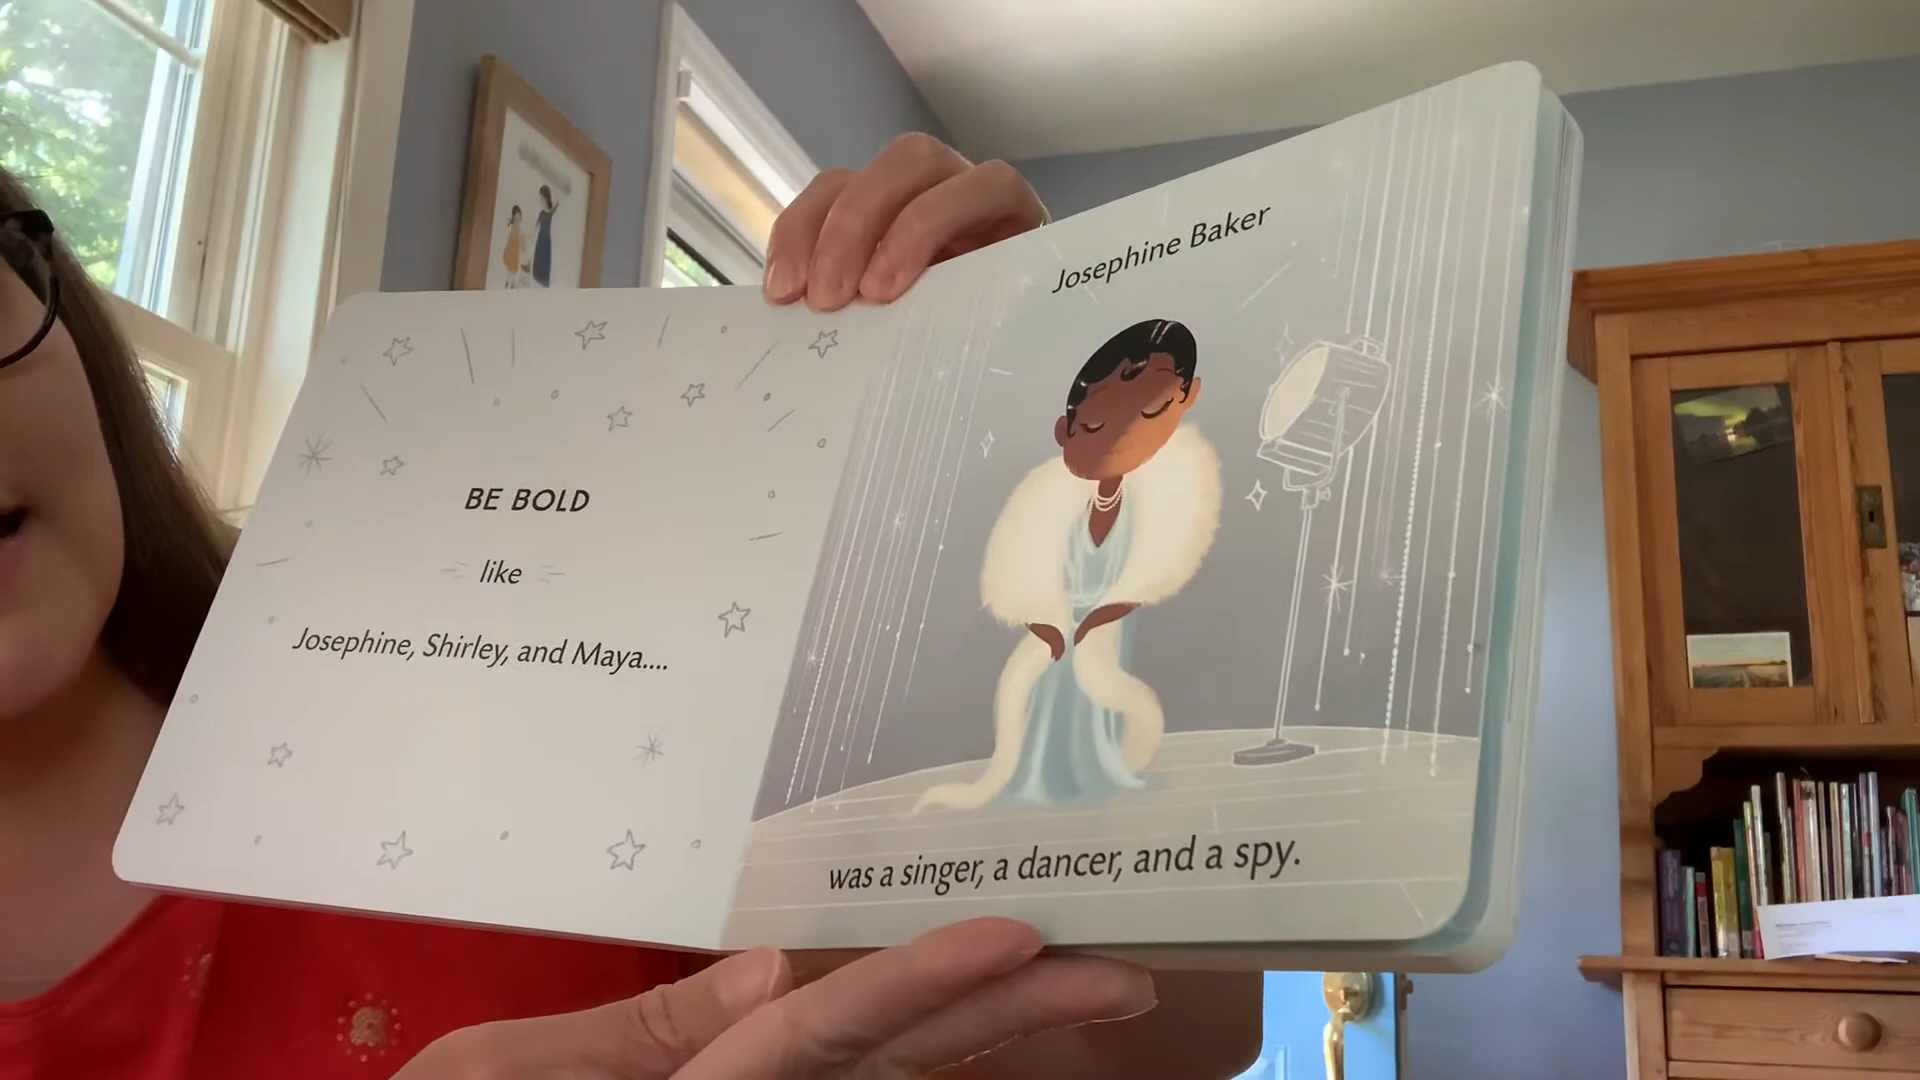 BE BOLD
like
Josephine, Shirley, and Maya....
Josephine Baker
was a singer, a dancer, and a spy.